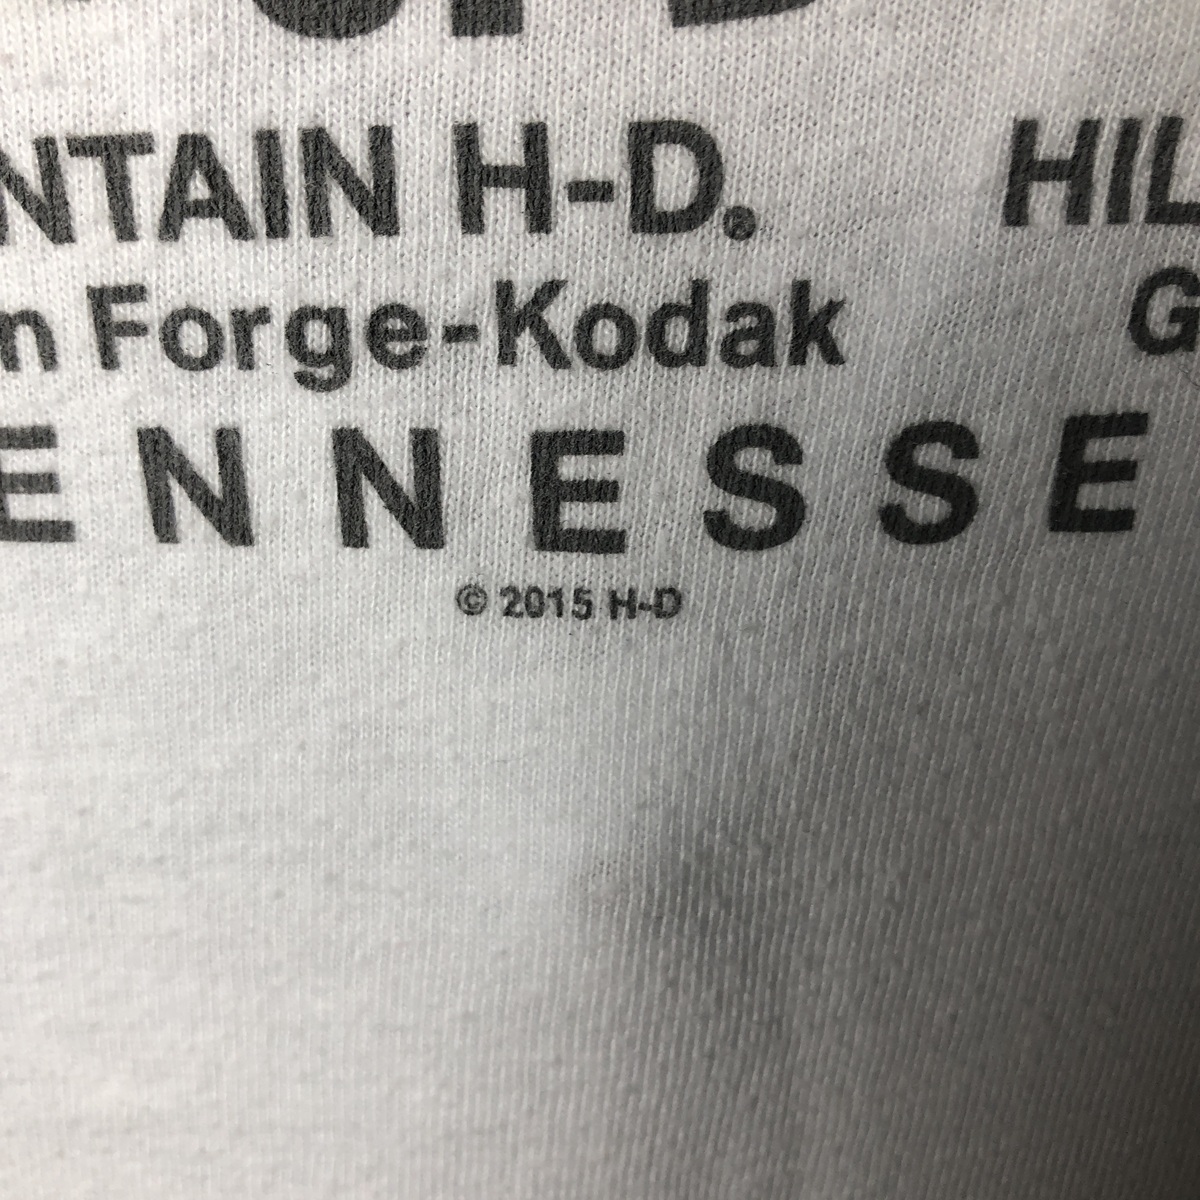 NTAIN H-D.® HIL
n Forge-Kodak G
ENNESSE
© 2015 H-D